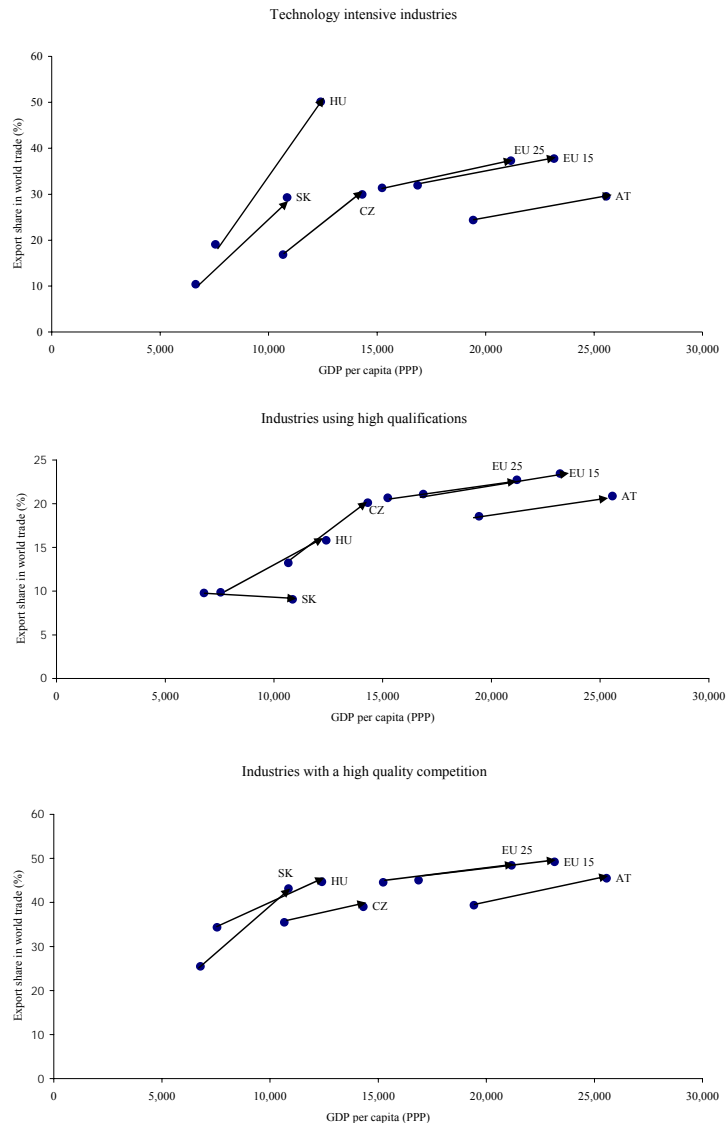 Technology intensive industries
Export share in world trade (%)
60
50
40
30
20
10
0
HU
SK
CZ
EU 25
EU 15
AT
0 5,000 10,000 15,000 20,000 25,000 30,000
GDP per capita (PPP)
Industries using high qualifications
Export share in world trade (%)
25
20
15
10
5
0
EU 25
EU 15
AT
CZ
HU
SK
0 5,000 10,000 15,000 20,000 25,000 30,000
GDP per capita (PPP)
Industries with a high quality competition
Export share in world trade (%)
60
50
40
30
20
10
0
SK
HU
CZ
EU 25
EU 15
AT
0 5,000 10,000 15,000 20,000 25,000 30,000
GDP per capita (PPP)